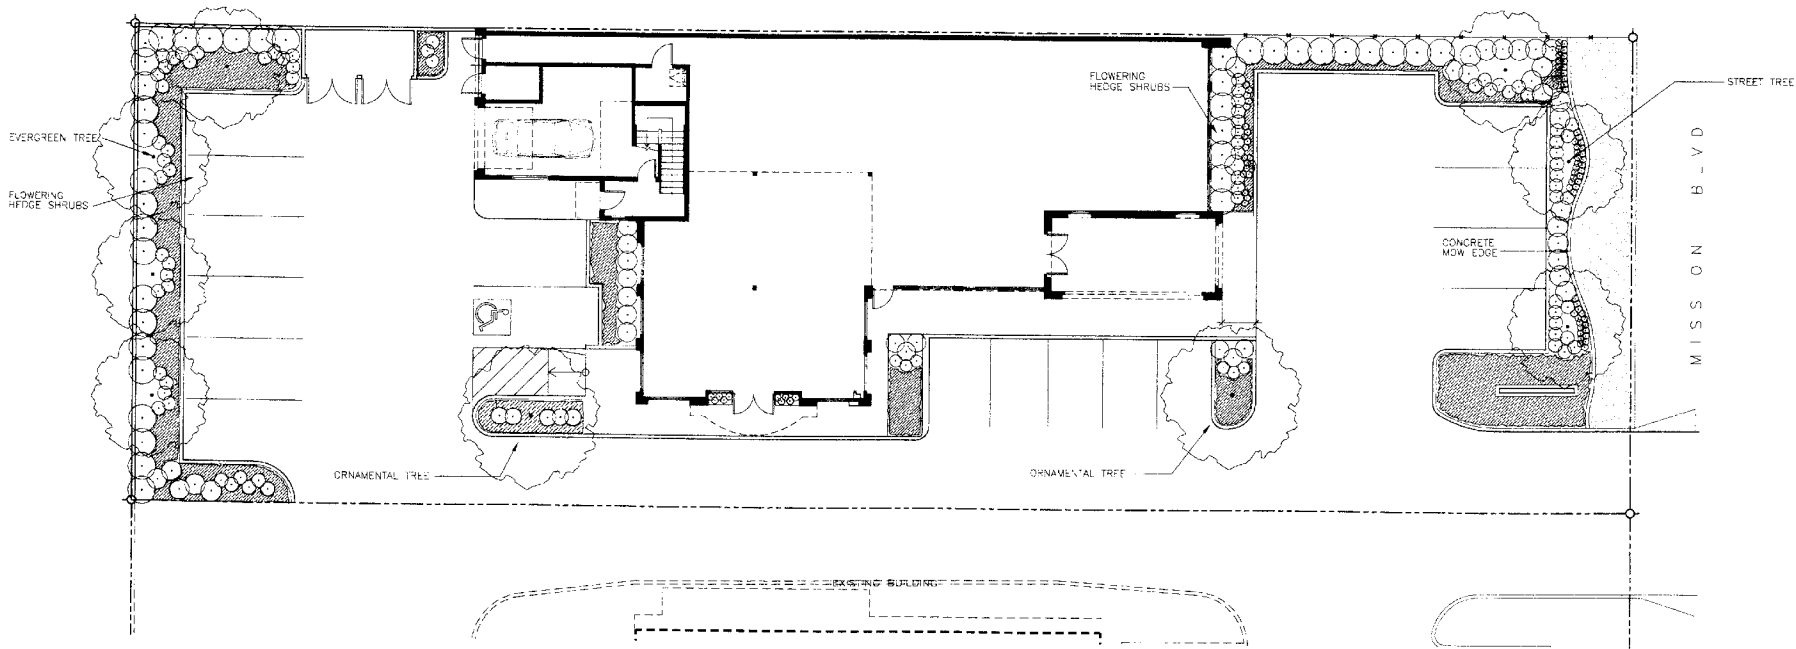 EVERGREEN TREE
FLOWERING
HEDGE SHRUBS
FLOWERING
HEDGE SHRUBS
STREET TREE
CONCRETE
MOW EDGE
MISSON BLVD
ORNAMENTAL TREE
ORNAMENTAL TREE
EXISTING BUILDING